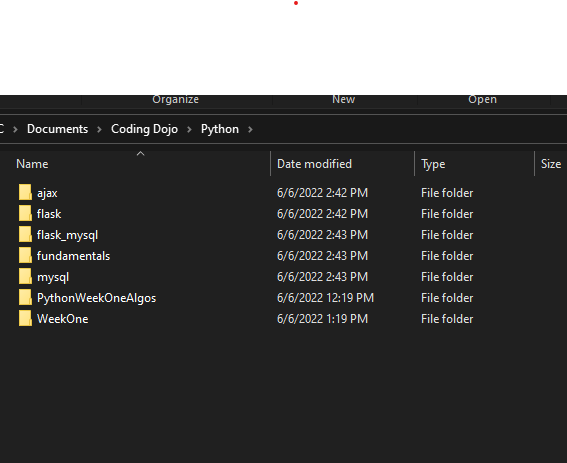 Organize New Open
C > Documents > Coding Dojo > Python >
Name Date modified Type Size
ajax 6/6/2022 2:42 PM File folder
flask 6/6/2022 2:42 PM File folder
flask_mysql 6/6/2022 2:43 PM File folder
fundamentals 6/6/2022 2:43 PM File folder
mysql 6/6/2022 2:43 PM File folder
PythonWeekOneAlgos 6/6/2022 12:19 PM File folder
WeekOne 6/6/2022 1:19 PM File folder